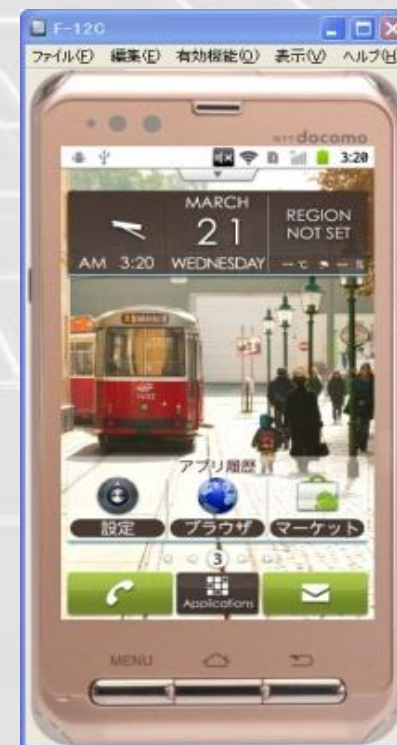 F-12C
ファイル(F) 編集(E) 有効機能(O) 表示(V) ヘルプ(H)
NTT docomo
3:20
MARCH
21
WEDNESDAY
AM 3:20
REGION
NOT SET
-- ℃ -- %
アプリ履歴
設定 ブラウザ マーケット
3
Applications
MENU